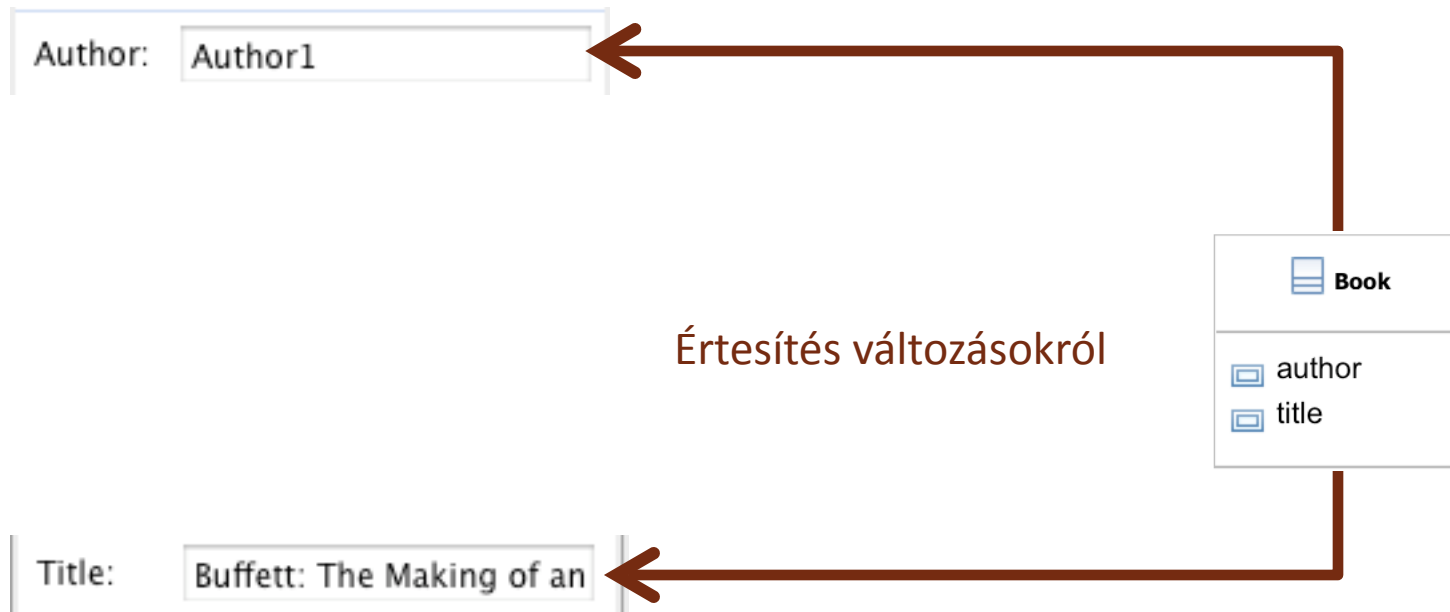 Author: Author1
Book
Értesítés változásokról
author
title
Title: Buffett: The Making of an